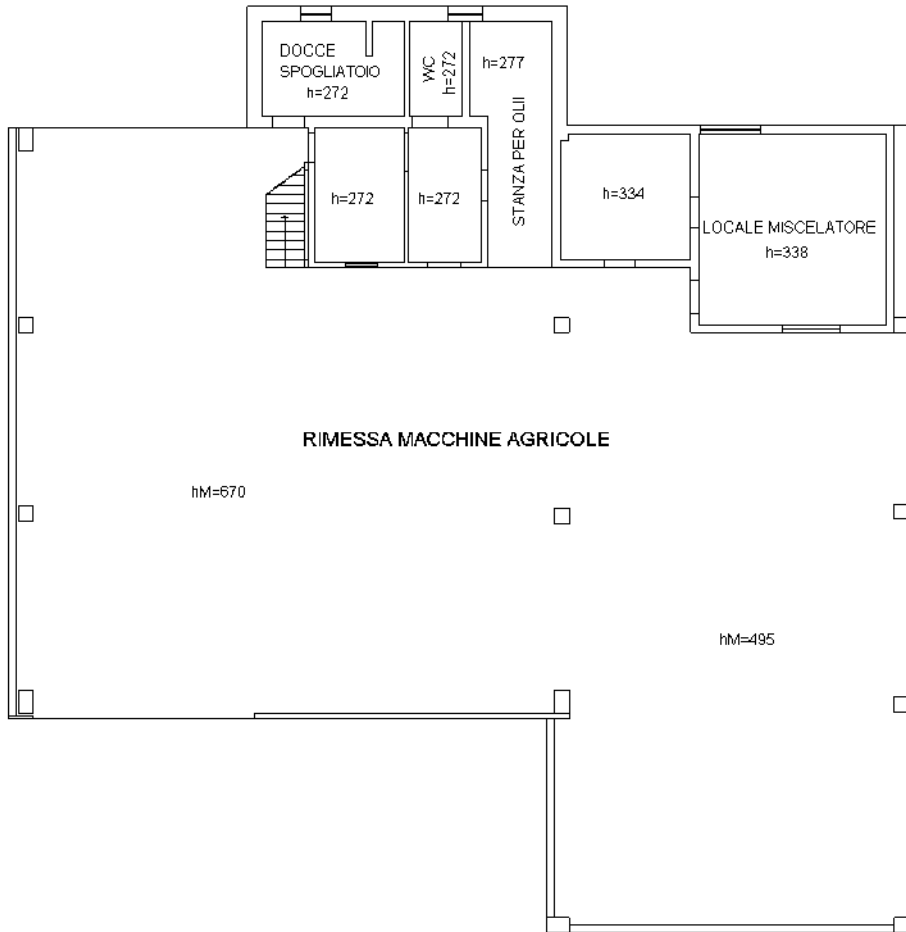 DOCCE
SPOGLIATOIO
h=272
WC
h=272
h=277
STANZA PER OLII
h=272
h=272
h=334
LOCALE MISCELATORE
h=338
RIMESSA MACCHINE AGRICOLE
hM=670
hM=495